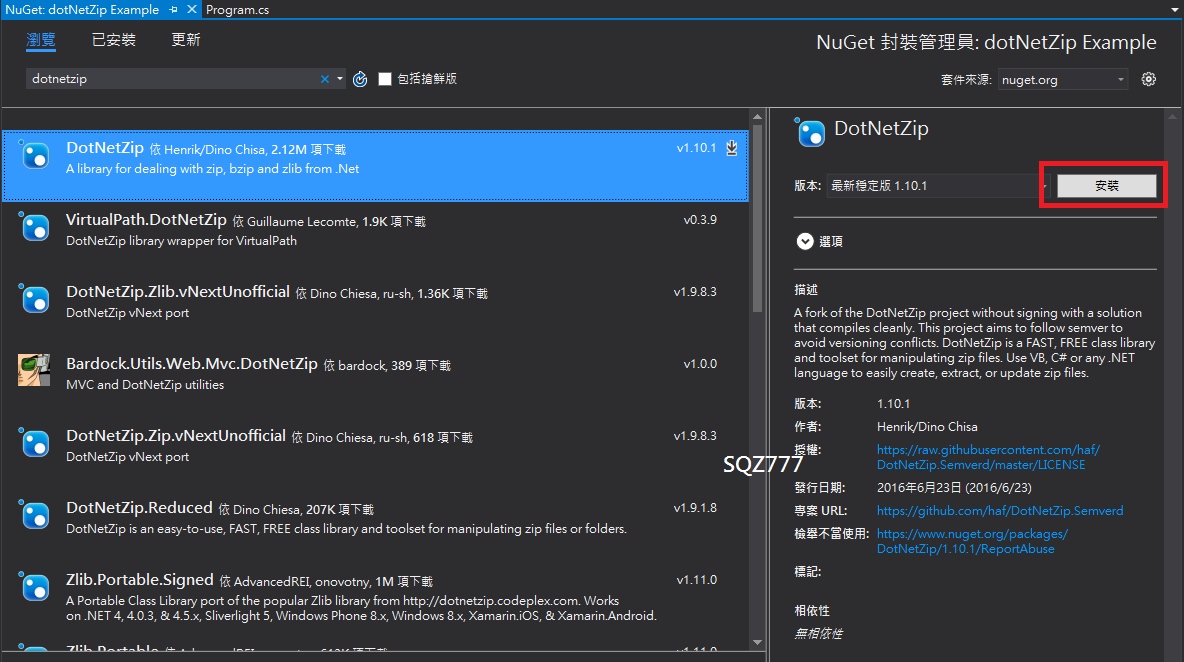 NuGet: dotNetZip Example
Program.cs
瀏覽 已安裝 更新
NuGet 封裝管理員: dotNetZip Example
dotnetzip
包括搶鮮版
套件來源: nuget.org
DotNetZip 依 Henrik/Dino Chisa, 2.12M 項下載
v1.10.1
A library for dealing with zip, bzip and zlib from .Net
VirtualPath.DotNetZip 依 Guillaume Lecomte, 1.9K 項下載
v0.3.9
DotNetZip library wrapper for VirtualPath
DotNetZip.Zlib.vNextUnofficial 依 Dino Chiesa, ru-sh, 1.36K 項下載
v1.9.8.3
DotNetZip vNext port
Bardock.Utils.Web.Mvc.DotNetZip 依 bardock, 389 項下載
v1.0.0
MVC and DotNetZip utilities
DotNetZip.Zip.vNextUnofficial 依 Dino Chiesa, ru-sh, 618 項下載
v1.9.8.3
DotNetZip vNext port
DotNetZip.Reduced 依 Dino Chiesa, 207K 項下載
v1.9.1.8
DotNetZip is an easy-to-use, FAST, FREE class library and toolset for manipulating zip files or folders.
Zlib.Portable.Signed 依 AdvancedREI, onovotny, 1M 項下載
v1.11.0
A Portable Class Library port of the popular Zlib library from http://dotnetzip.codeplex.com. Works
on .NET 4, 4.0.3, & 4.5.x, Sliverlight 5, Windows Phone 8.x, Windows 8.x, Xamarin.iOS, & Xamarin.Android.
Zlib.Portable
v1.11.0
DotNetZip
版本: 最新穩定版 1.10.1
安裝
選項
描述
A fork of the DotNetZip project without signing with a solution
that compiles cleanly. This project aims to follow semver to
avoid versioning conflicts. DotNetZip is a FAST, FREE class library
and toolset for manipulating zip files. Use VB, C# or any .NET
language to easily create, extract, or update zip files.
版本: 1.10.1
作者: Henrik/Dino Chisa
授權: https://raw.githubusercontent.com/haf/
DotNetZip.Semverd/master/LICENSE
SQZ777
發行日期: 2016年6月23日 (2016/6/23)
專案 URL: https://github.com/haf/DotNetZip.Semverd
檢舉不當使用: https://www.nuget.org/packages/
DotNetZip/1.10.1/ReportAbuse
標記:
相依性
無相依性